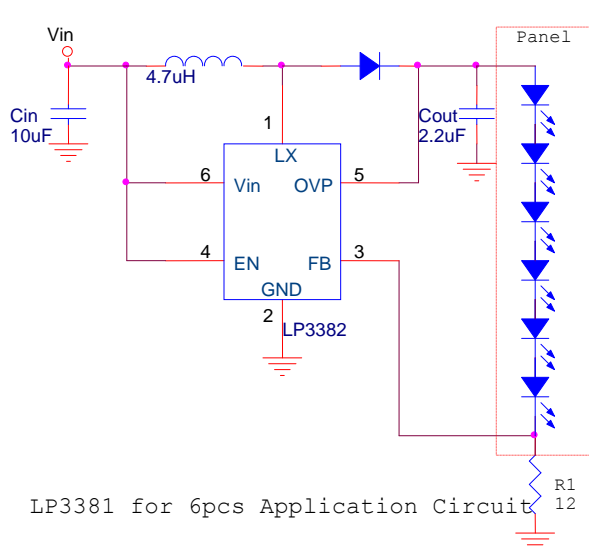 Vin
Panel
4.7uH
Cin
10uF
Cout
2.2uF
1
LX
6
Vin
OVP
5
4
EN
FB
3
GND
2
LP3382
R1
12
LP3381 for 6pcs Application Circuit